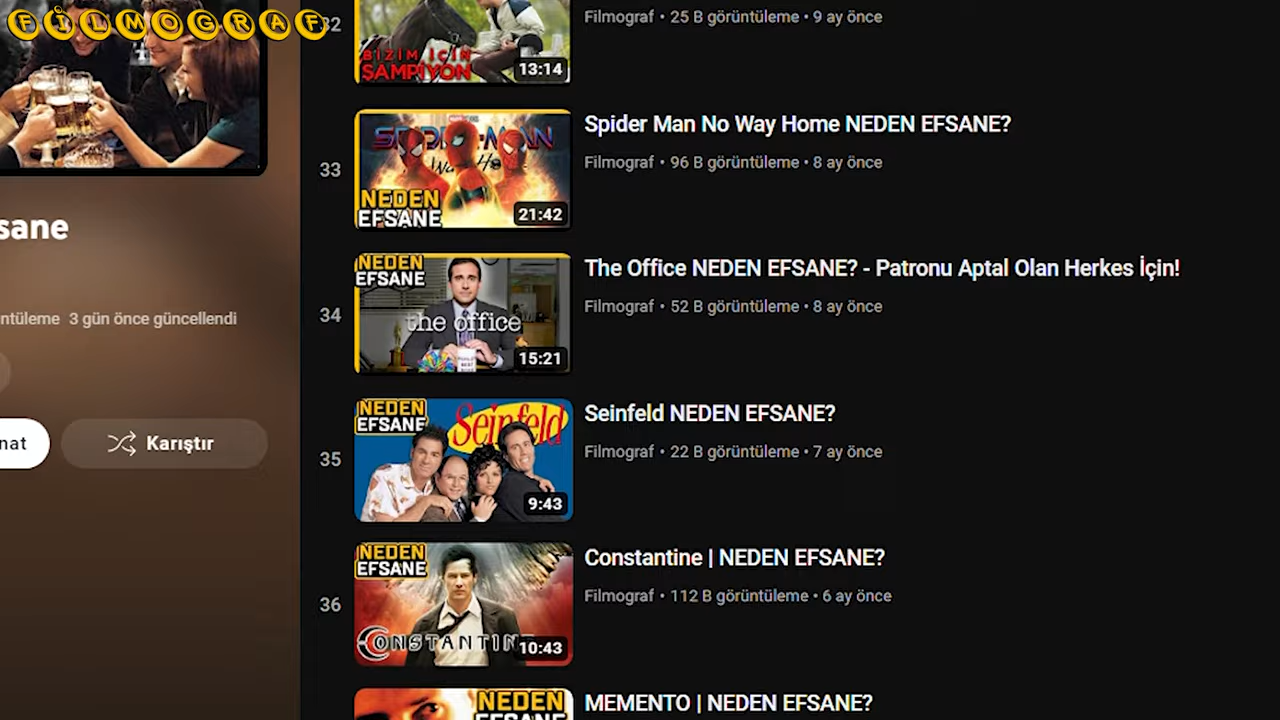 FİLMOGRAF
32
BİZİM İÇİN
ŞAMPİYON
13:14
Filmograf • 25 B görüntüleme • 9 ay önce
33
SPIDER-MAN
NEDEN
EFSANE
21:42
Spider Man No Way Home NEDEN EFSANE?
Filmograf • 96 B görüntüleme • 8 ay önce
sane
ntüleme 3 gün önce güncellendi
nat
Karıştır
34
NEDEN
EFSANE
the office
15:21
The Office NEDEN EFSANE? - Patronu Aptal Olan Herkes İçin!
Filmograf • 52 B görüntüleme • 8 ay önce
35
NEDEN
EFSANE
Seinfeld
9:43
Seinfeld NEDEN EFSANE?
Filmograf • 22 B görüntüleme • 7 ay önce
36
NEDEN
EFSANE
CONSTANTINE
10:43
Constantine | NEDEN EFSANE?
Filmograf • 112 B görüntüleme • 6 ay önce
NEDEN
EFSANE
MEMENTO | NEDEN EFSANE?